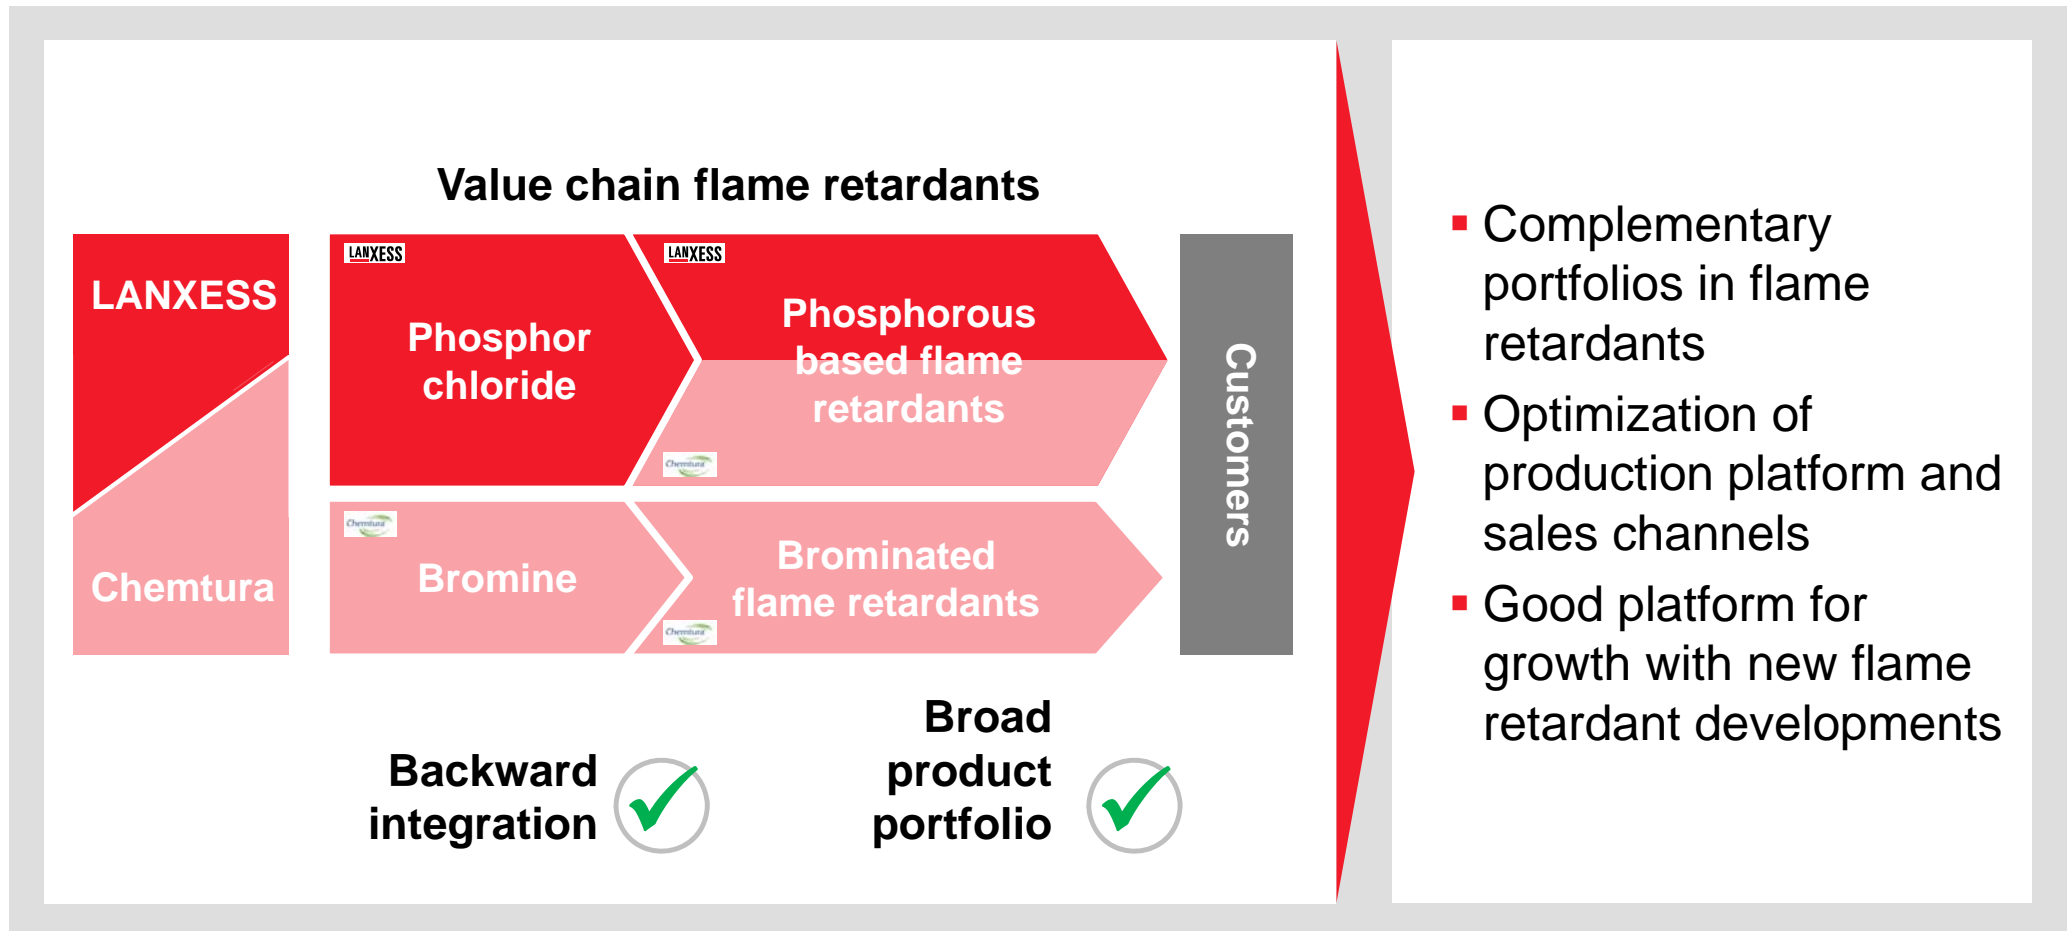 Value chain flame retardants
LANXESS
Chemtura
LANXESS
Phosphor
chloride
LANXESS
Phosphorous
based flame
retardants
Chemtura
Chemtura
Bromine
Brominated
flame retardants
Chemtura
Customers
Backward
integration
Broad
product
portfolio
Complementary
portfolios in flame
retardants
Optimization of
production platform and
sales channels
Good platform for
growth with new flame
retardant developments